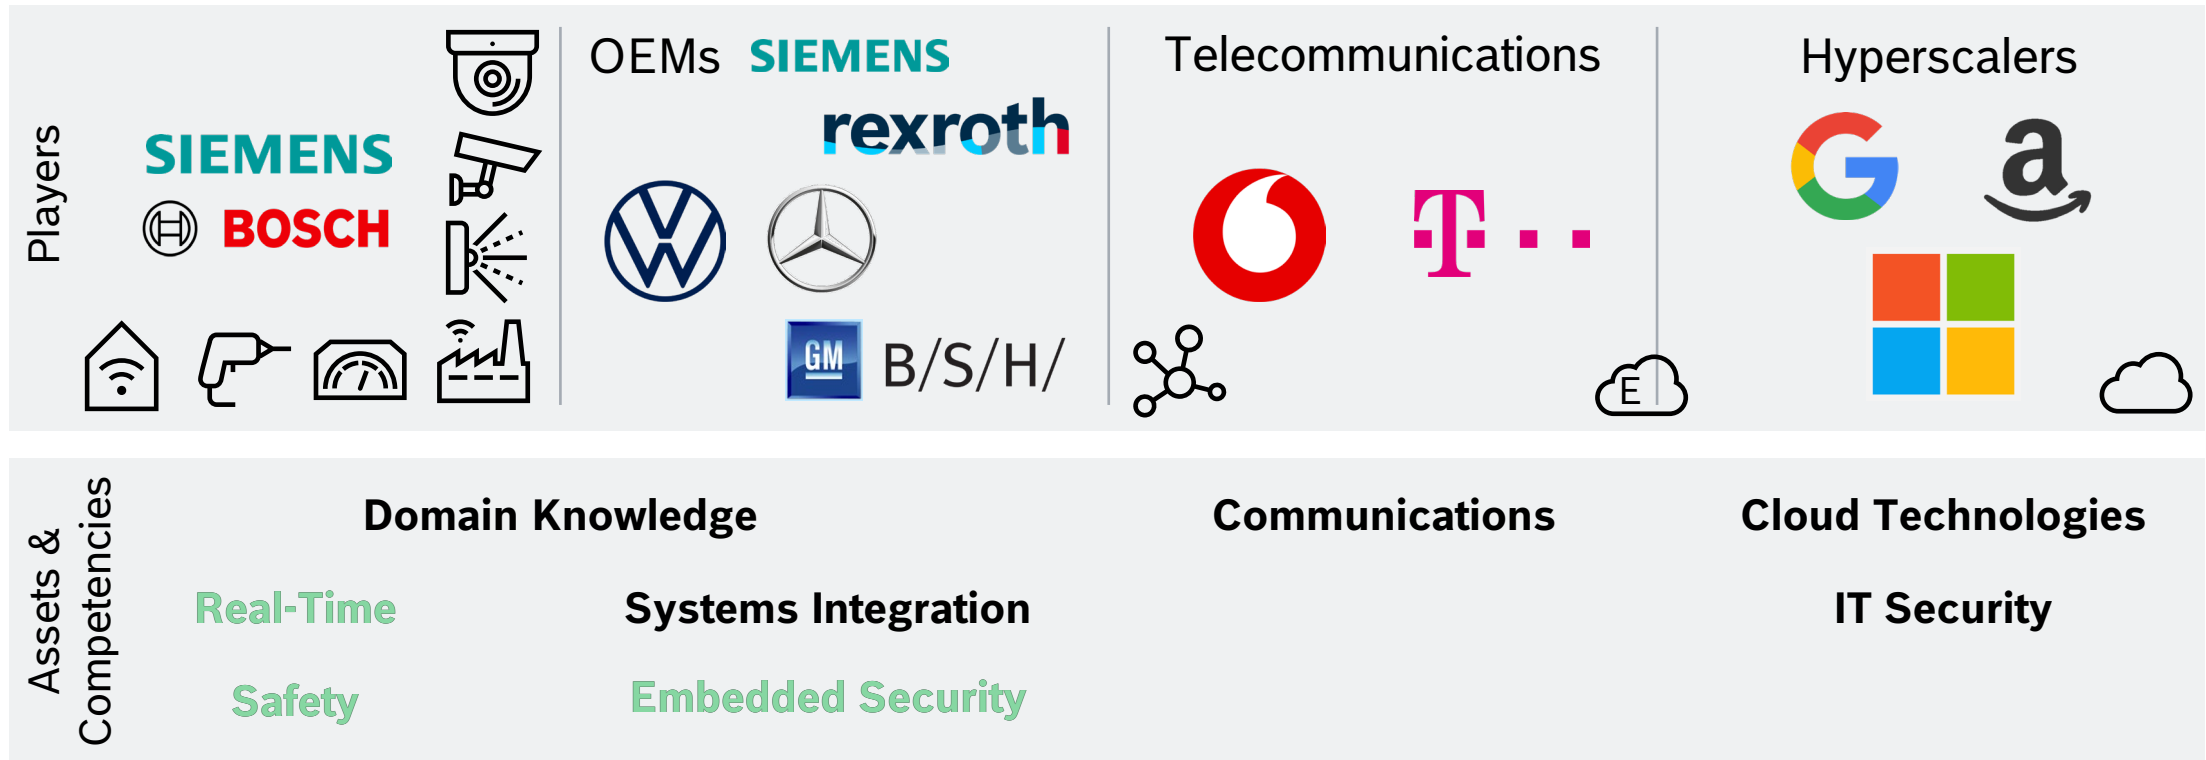 Players
SIEMENS
BOSCH
OEMs SIEMENS
rexroth
GM B/S/H/
Telecommunications
T
E
Hyperscalers
G a
Assets &
Competencies
Domain Knowledge
Communications
Cloud Technologies
Real-Time
Systems Integration
IT Security
Safety
Embedded Security